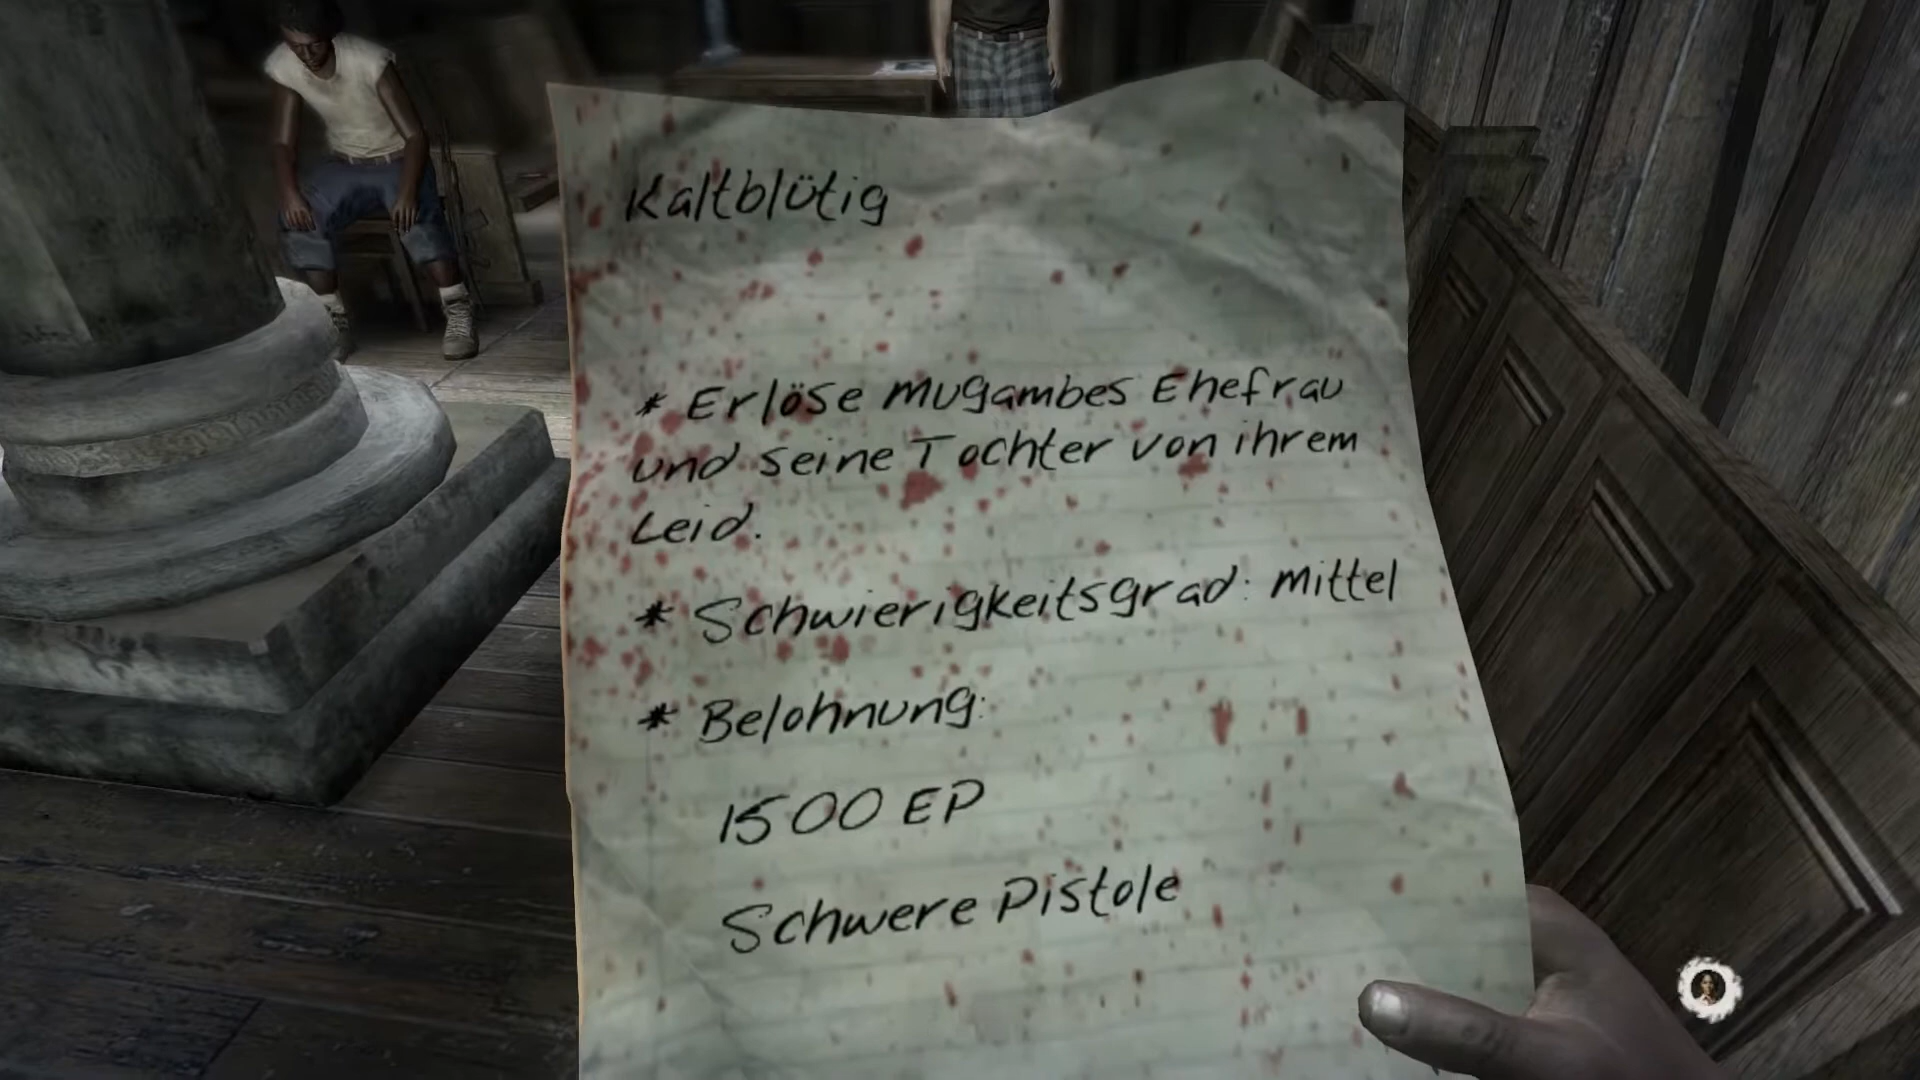 Kaltblütig
* Erlöse Mugambes Ehefrau
und seine Tochter von ihrem
Leid.
* Schwierigkeitsgrad: Mittel
* Belohnung:
1500 EP
Schwere Pistole